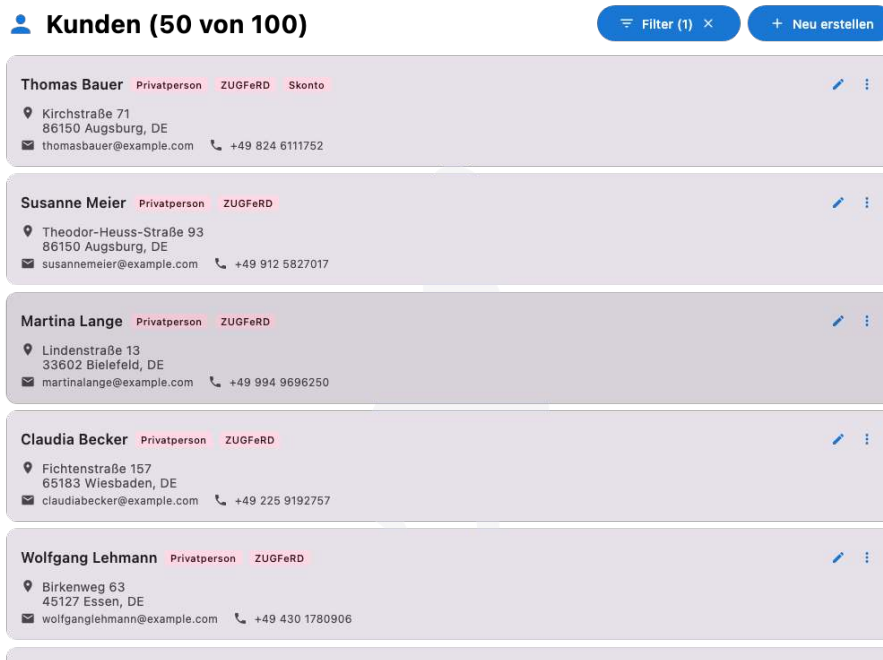 Kunden (50 von 100)
Filter (1)
Neu erstellen
Thomas Bauer Privatperson ZUGFeRD Skonto
Kirchstraße 71
86150 Augsburg, DE
thomasbauer@example.com +49 824 6111752
Susanne Meier Privatperson ZUGFeRD
Theodor-Heuss-Straße 93
86150 Augsburg, DE
susannemeier@example.com +49 912 5827017
Martina Lange Privatperson ZUGFeRD
Lindenstraße 13
33602 Bielefeld, DE
martinalange@example.com +49 994 9696250
Claudia Becker Privatperson ZUGFeRD
Fichtenstraße 157
65183 Wiesbaden, DE
claudiabecker@example.com +49 225 9192757
Wolfgang Lehmann Privatperson ZUGFeRD
Birkenweg 63
45127 Essen, DE
wolfganglehmann@example.com +49 430 1780906